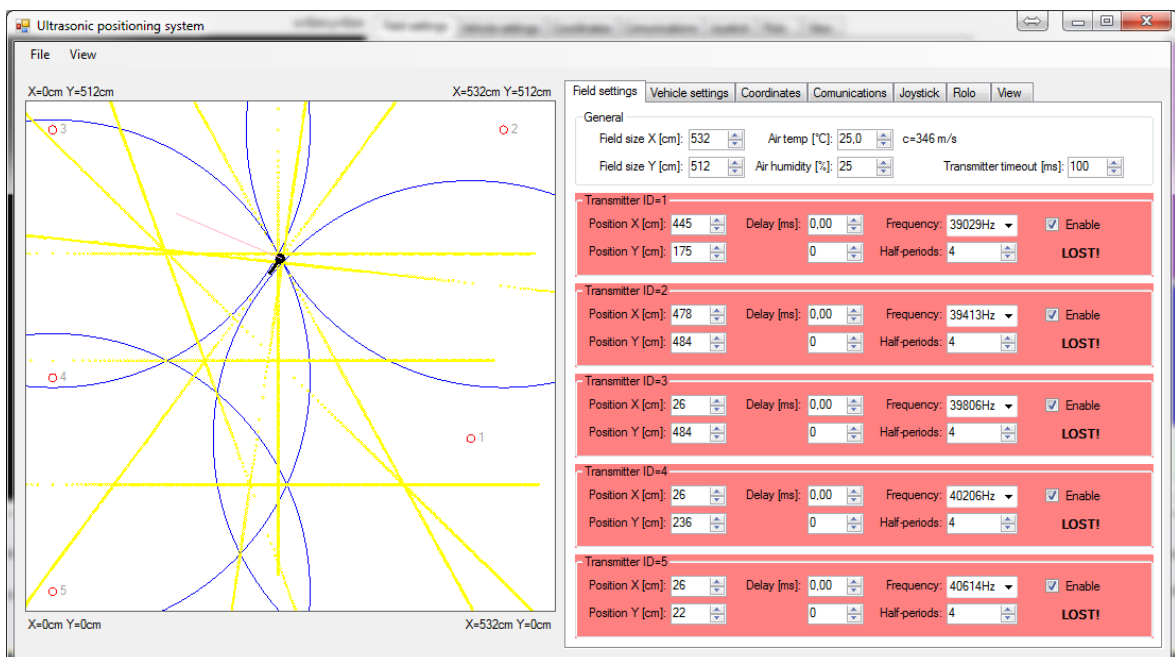 Ultrasonic positioning system
File View
X=0cm Y=512cm X=532cm Y=512cm
3
2
4
1
5
X=0cm Y=0cm X=532cm Y=0cm
Field settings Vehicle settings Coordinates Comunications Joystick Rolo View
General
Field size X [cm]: 532 Air temp [°C]: 25,0 c=346 m/s
Field size Y [cm]: 512 Air humidity [%]: 25 Transmitter timeout [ms]: 100
Transmitter ID=1
Position X [cm]: 445 Delay [ms]: 0,00 Frequency: 39029Hz Enable
Position Y [cm]: 175 0 Half-periods: 4 LOST!
Transmitter ID=2
Position X [cm]: 478 Delay [ms]: 0,00 Frequency: 39413Hz Enable
Position Y [cm]: 484 0 Half-periods: 4 LOST!
Transmitter ID=3
Position X [cm]: 26 Delay [ms]: 0,00 Frequency: 39806Hz Enable
Position Y [cm]: 484 0 Half-periods: 4 LOST!
Transmitter ID=4
Position X [cm]: 26 Delay [ms]: 0,00 Frequency: 40206Hz Enable
Position Y [cm]: 236 0 Half-periods: 4 LOST!
Transmitter ID=5
Position X [cm]: 26 Delay [ms]: 0,00 Frequency: 40614Hz Enable
Position Y [cm]: 22 0 Half-periods: 4 LOST!